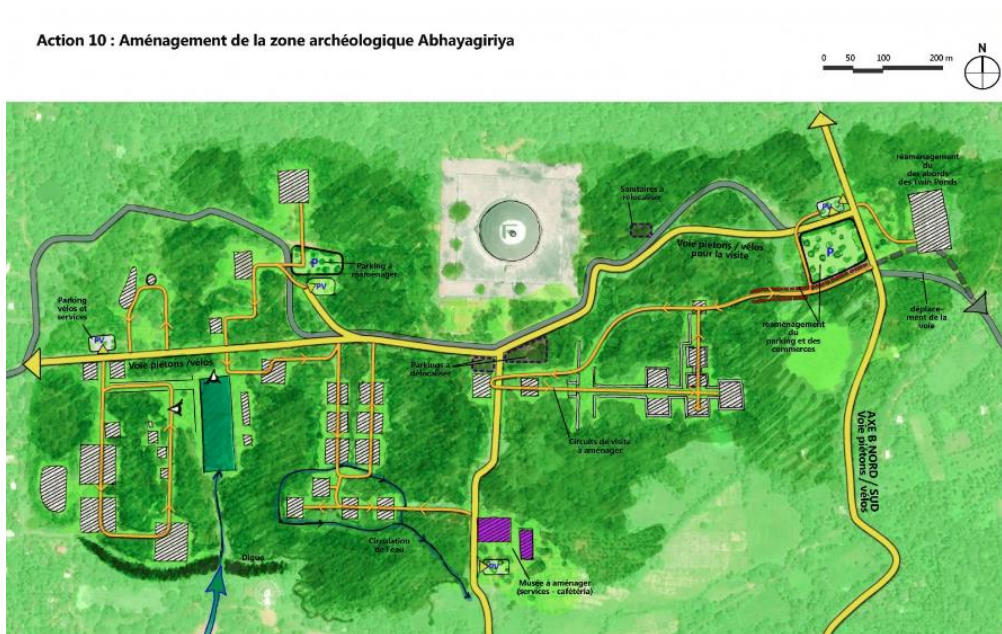 Action 10 : Aménagement de la zone archéologique Abhayagiriya
0 50 100 200 m
N
réaménagement
du
des abords
des Twin Ponds
Sanitaires à
relocaliser
PV
Voie piétons / vélos
pour la visite
P
Parking à
réaménager
P
PV
Parking
vélos et
services
PV
déplace-
ment de la
voie
réaménagement
du
parking et des
commerces
Voie piétons /vélos
Parkings à
délocaliser
Circuits de visite
à aménager
AXE B NORD / SUD
Voie piétons / vélos
Circulation
de l'eau
Digue
PV
Musée à aménager
(services - cafétéria)